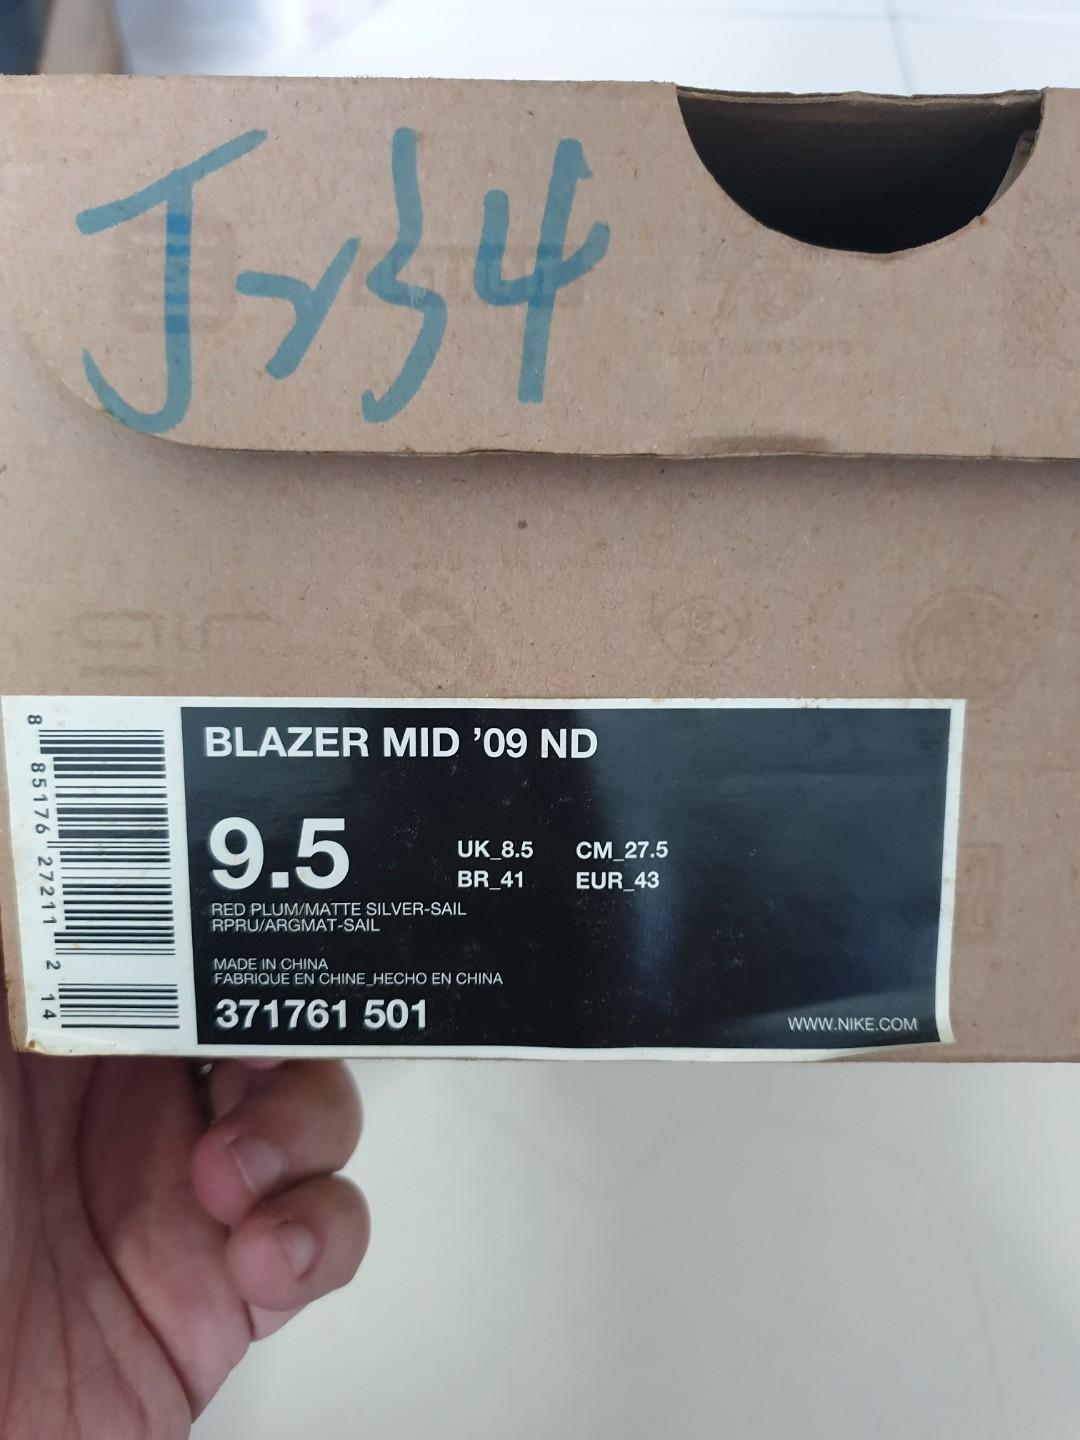 Jr34
BLAZER MID ’09 ND
9.5
UK_8.5 CM_27.5
BR_41 EUR_43
RED PLUM/MATTE SILVER-SAIL
RPRU/ARGMAT-SAIL
MADE IN CHINA
FABRIQUE EN CHINE_HECHO EN CHINA
371761 501
WWW.NIKE.COM
8 85176 27211 2 14